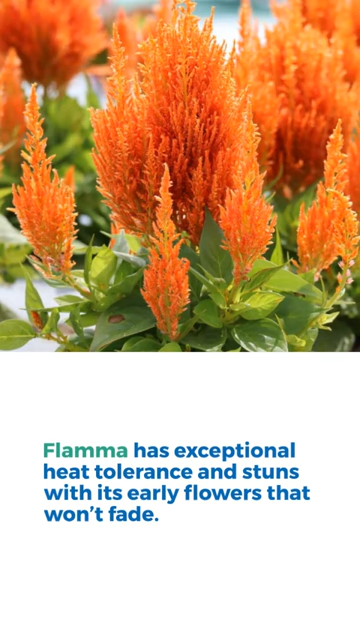 Flamma has exceptional
heat tolerance and stuns
with its early flowers that
won’t fade.